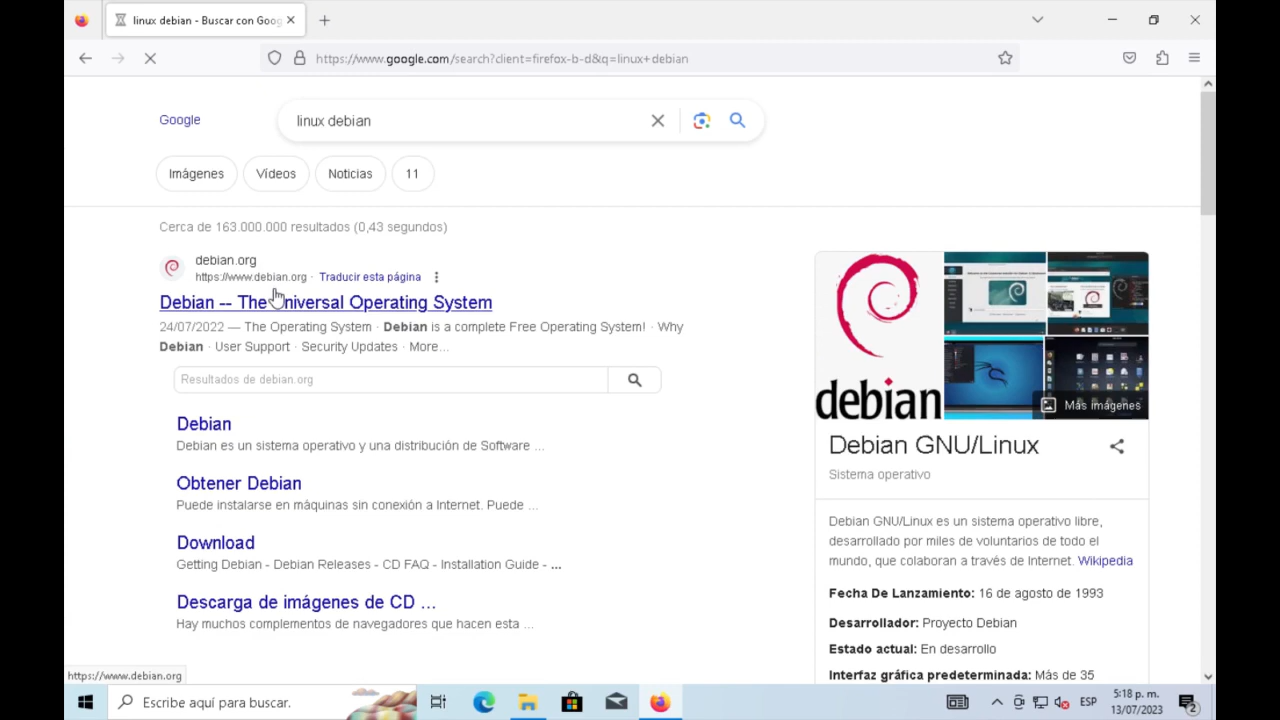 linux debian - Buscar con Goog
https://www.google.com/search?client=firefox-b-d&q=linux+debian
Google
linux debian
Imágenes
Vídeos
Noticias
11
Cerca de 163.000.000 resultados (0,43 segundos)
debian.org
https://www.debian.org · Traducir esta página
Debian -- The Universal Operating System
24/07/2022 — The Operating System · Debian is a complete Free Operating System! · Why
Debian · User Support · Security Updates · More...
Resultados de debian.org
Debian
Debian es un sistema operativo y una distribución de Software ...
Obtener Debian
Puede instalarse en máquinas sin conexión a Internet. Puede ...
Download
Getting Debian - Debian Releases - CD FAQ - Installation Guide - ...
Descarga de imágenes de CD ...
Hay muchos complementos de navegadores que hacen esta ...
debian
Más imágenes
Debian GNU/Linux
Sistema operativo
Debian GNU/Linux es un sistema operativo libre,
desarrollado por miles de voluntarios de todo el
mundo, que colaboran a través de Internet. Wikipedia
Fecha De Lanzamiento: 16 de agosto de 1993
Desarrollador: Proyecto Debian
Estado actual: En desarrollo
Interfaz gráfica predeterminada: Más de 35
https://www.debian.org
Escribe aquí para buscar.
ESP
5:18 p. m.
13/07/2023
2